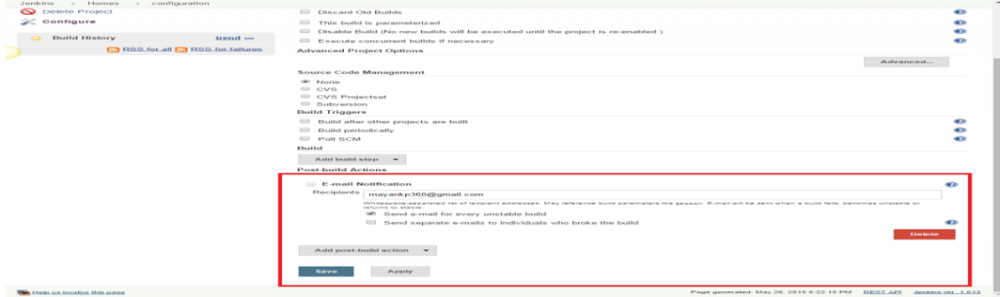 Jenkins Homes configuration
Delete Project
Configure
Build History trend
RSS for all RSS for failures
Discard Old Builds
This build is parameterized
Disable Build (No new builds will be executed until the project is re-enabled.)
Execute concurrent builds if necessary
Advanced Project Options
Advanced...
Source Code Management
None
CVS
CVS Projectset
Subversion
Build Triggers
Build after other projects are built
Build periodically
Poll SCM
Build
Add build step
Post-build Actions
E-mail Notification
Recipients mayankp360@gmail.com
Whitespace-separated list of recipient addresses. May reference build parameters like E-mail will be sent when a build fails, becomes unstable or
returns to stable.
Send e-mail for every unstable build
Send separate e-mails to individuals who broke the build
Delete
Add post-build action
Save Apply
Help us localize this page Page generated: May 28, 2015 6:22:15 PM REST API Jenkins ver. 1.613